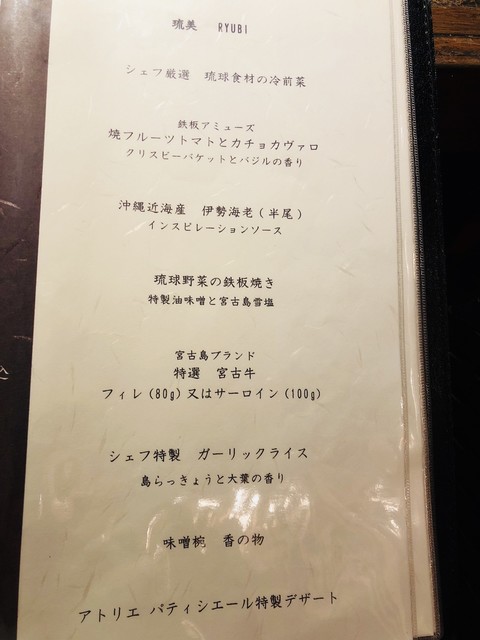 琉美 RYUBI
シェフ厳選 琉球食材の冷前菜
鉄板アミューズ
焼フルーツトマトとカチョカヴァロ
クリスピーバケットとバジルの香り
沖縄近海産 伊勢海老(半尾)
インスピレーションソース
琉球野菜の鉄板焼き
特製油味噌と宮古島雪塩
宮古島ブランド
特選 宮古牛
フィレ(80g)又はサーロイン(100g)
シェフ特製 ガーリックライス
島らっきょうと大葉の香り
味噌椀 香の物
アトリエ パティシエール特製デザート